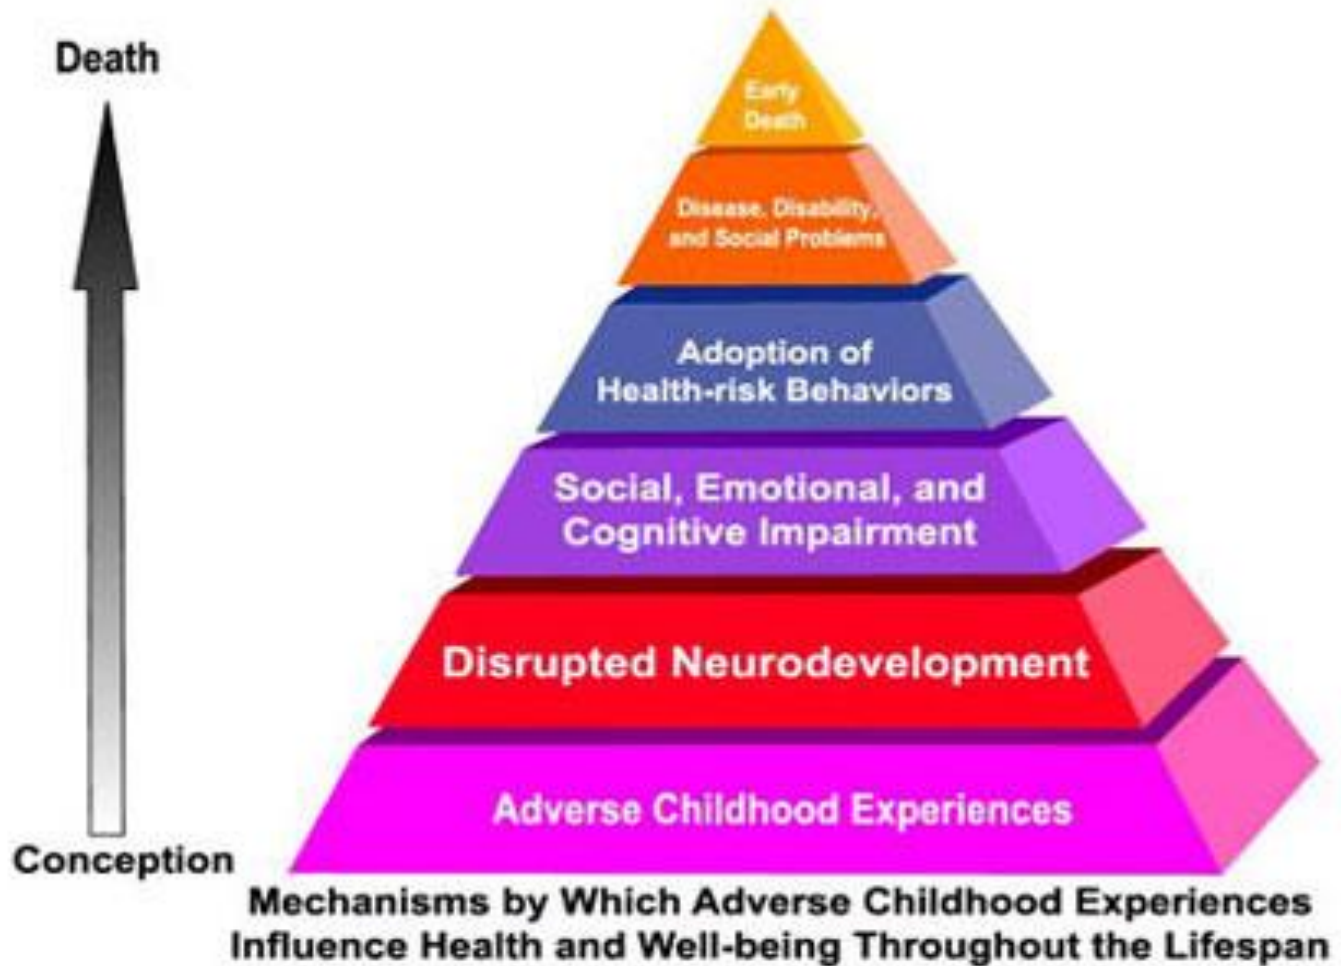 Death
Early
Death
Disease, Disability,
and Social Problems
Adoption of
Health-risk Behaviors
Social, Emotional, and
Cognitive Impairment
Disrupted Neurodevelopment
Adverse Childhood Experiences
Conception
Mechanisms by Which Adverse Childhood Experiences
Influence Health and Well-being Throughout the Lifespan